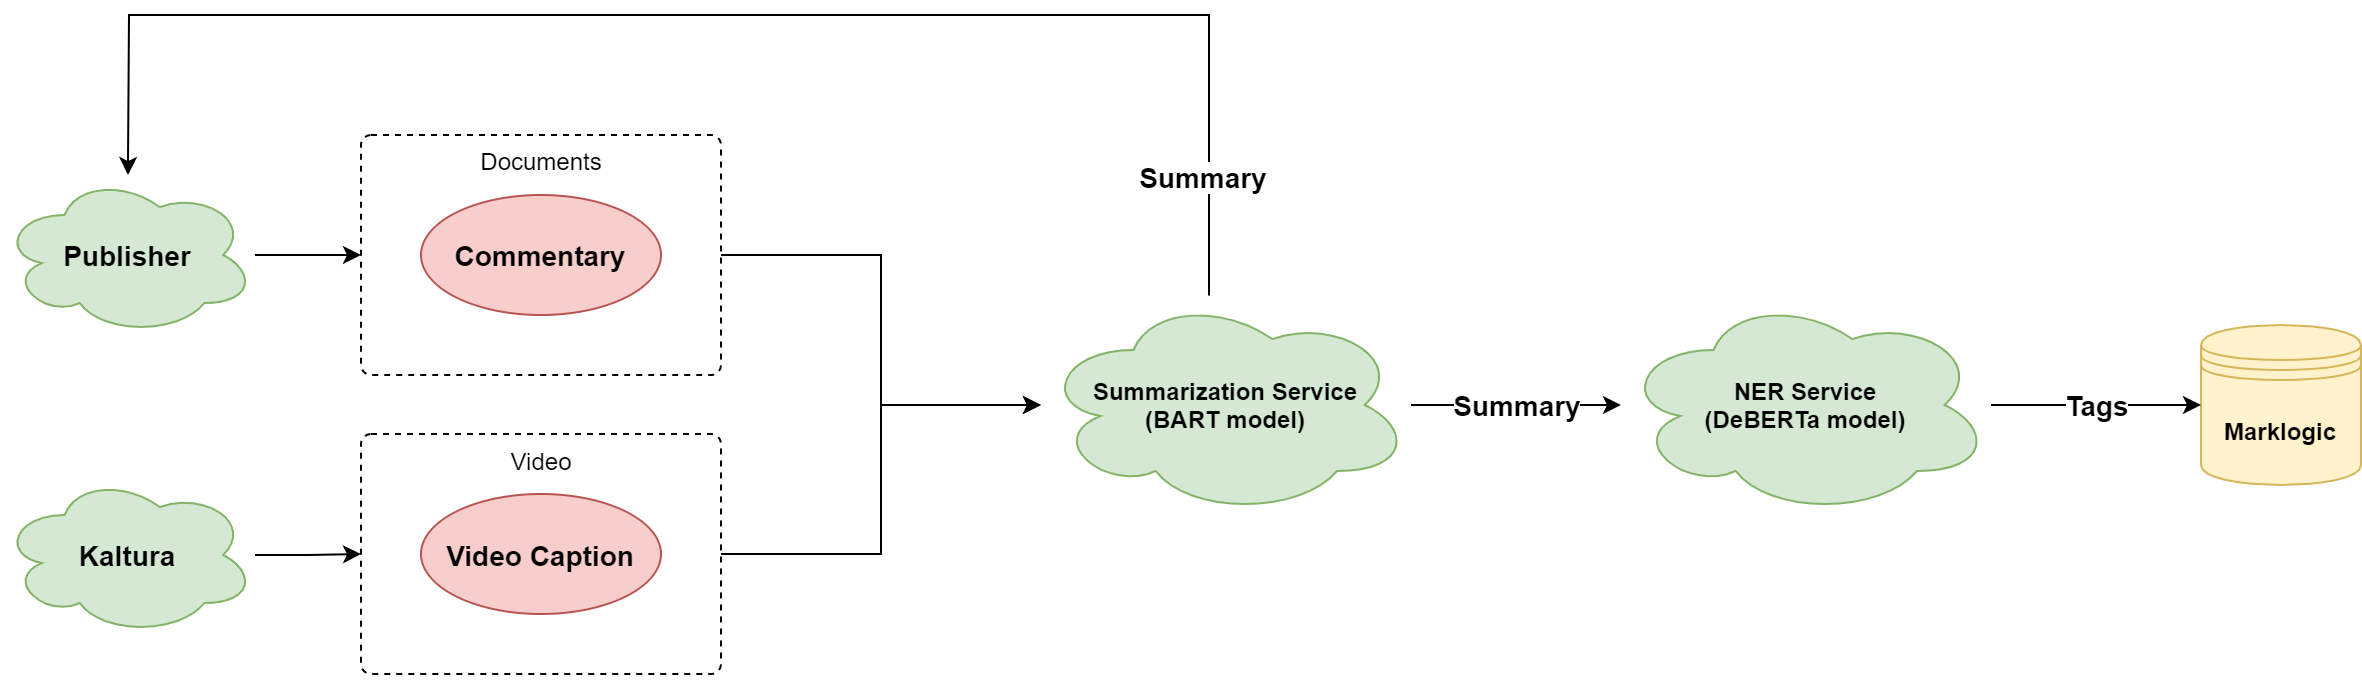 Documents
Summary
Publisher
Commentary
Summarization Service
(BART model)
Summary
NER Service
(DeBERTa model)
Tags
Marklogic
Video
Kaltura
Video Caption